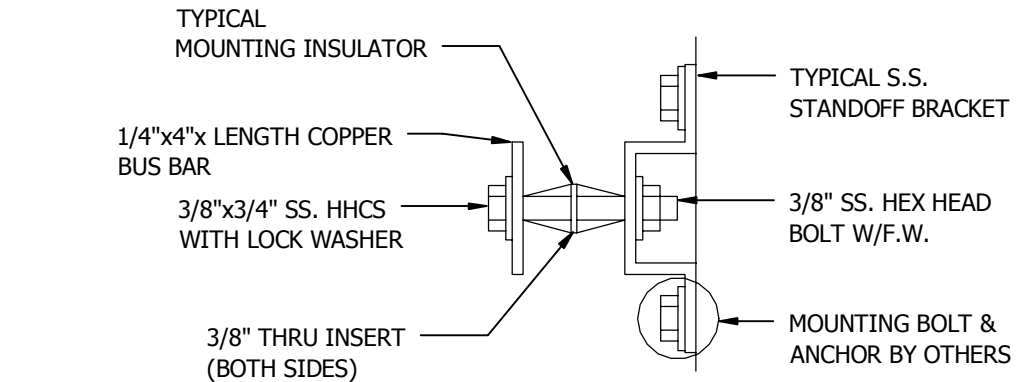 TYPICAL
MOUNTING INSULATOR
TYPICAL S.S.
STANDOFF BRACKET
1/4"x4"x LENGTH COPPER
BUS BAR
3/8"x3/4" SS. HHCS
WITH LOCK WASHER
3/8" SS. HEX HEAD
BOLT W/F.W.
3/8" THRU INSERT
(BOTH SIDES)
MOUNTING BOLT &
ANCHOR BY OTHERS